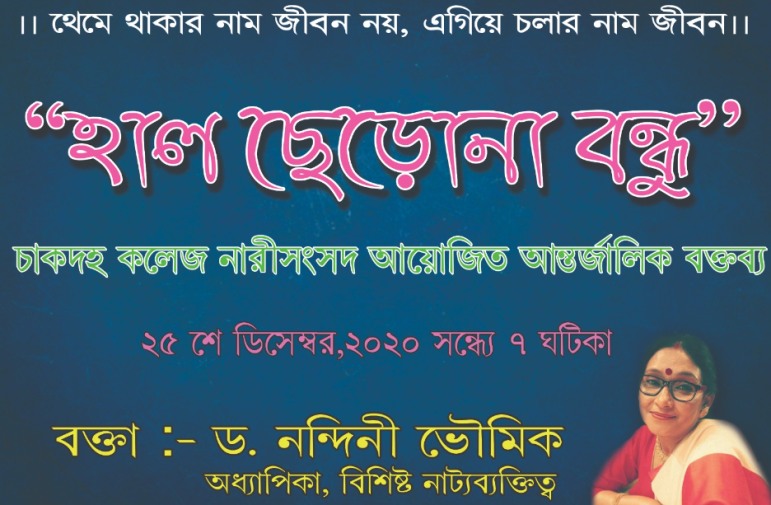 ।। থেমে থাকার নাম জীবন নয়, এগিয়ে চলার নাম জীবন।।
“হাল ছেড়োনা বন্ধু”
চাকদহ কলেজ নারীসংসদ আয়োজিত আন্তর্জালিক বক্তব্য
২৫ শে ডিসেম্বর,২০২০ সন্ধ্যে ৭ ঘটিকা
বক্তা :- ড. নন্দিনী ভৌমিক
অধ্যাপিকা, বিশিষ্ট নাট্যব্যক্তিত্ব